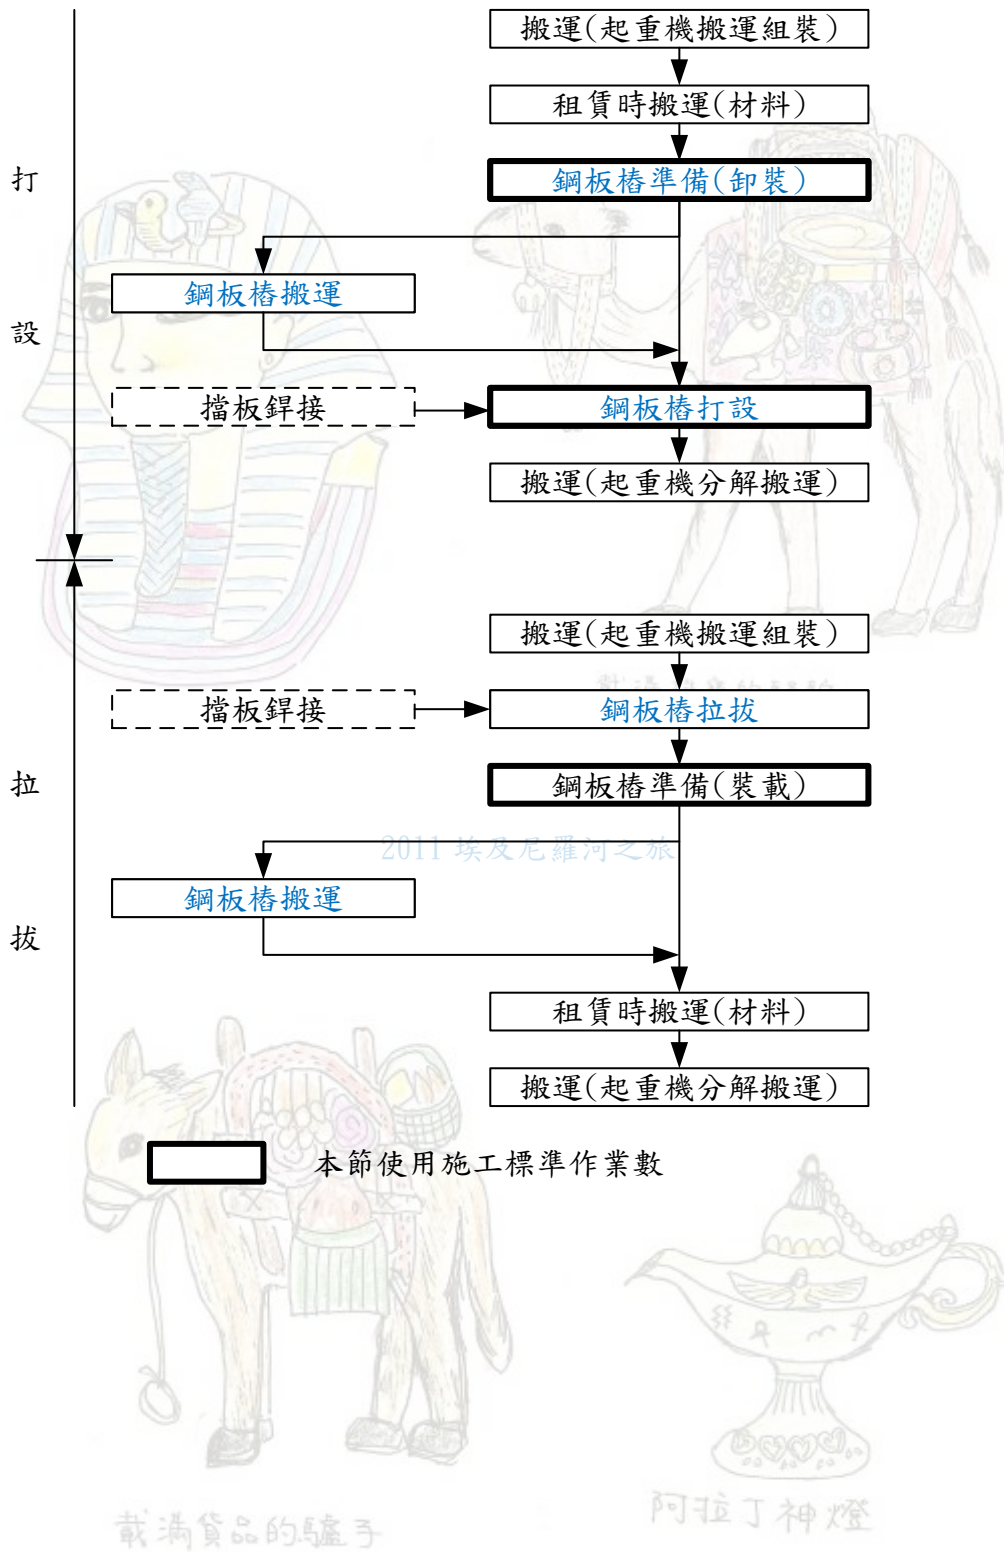 搬運(起重機搬運組裝)
租賃時搬運(材料)
打
鋼板樁準備(卸裝)
鋼板樁搬運
設
擋板銲接
鋼板樁打設
搬運(起重機分解搬運)
搬運(起重機搬運組裝)
擋板銲接
鋼板樁拉拔
拉
鋼板樁準備(裝載)
2011 埃及尼羅河之旅
鋼板樁搬運
拔
租賃時搬運(材料)
搬運(起重機分解搬運)
本節使用施工標準作業數
阿拉丁神燈
載滿貨品的驢子